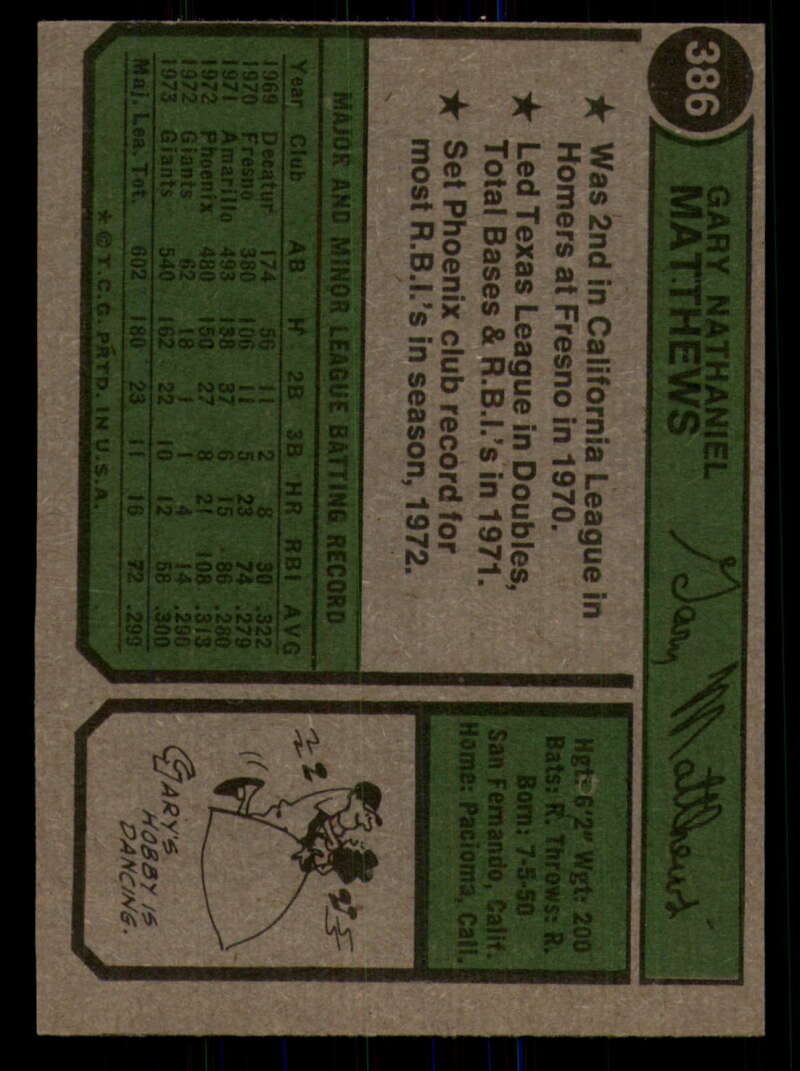 386
GARY NATHANIEL
MATTHEWS
Gary Matthews
★ Was 2nd in California League in
Homers at Fresno in 1970.
★ Led Texas League in Doubles,
Total Bases & R.B.I.'s in 1971.
★ Set Phoenix club record for
most R.B.I.'s in season, 1972.
MAJOR AND MINOR LEAGUE BATTING RECORD
Year Club AB H 2B 3B HR RBI AVG
1969 Decatur 174 56 11 2 8 30 .322
1970 Fresno 380 106 11 5 23 74 .279
1971 Amarillo 493 138 37 6 15 86 .280
1972 Phoenix 480 150 27 8 21 108 .313
1972 Giants 62 18 1 1 4 14 .290
1973 Giants 540 162 22 10 12 58 .300
Maj. Lea. Tot. 602 180 23 11 16 72 .299
* © T.C.G. PRTD. IN U.S.A.
Hgt: 6'2" Wgt: 200
Bats: R. Throws: R.
Born: 7-5-50
San Fernando, Calif.
Home: Pacioma, Cali.
GARY'S
HOBBY IS
DANCING.